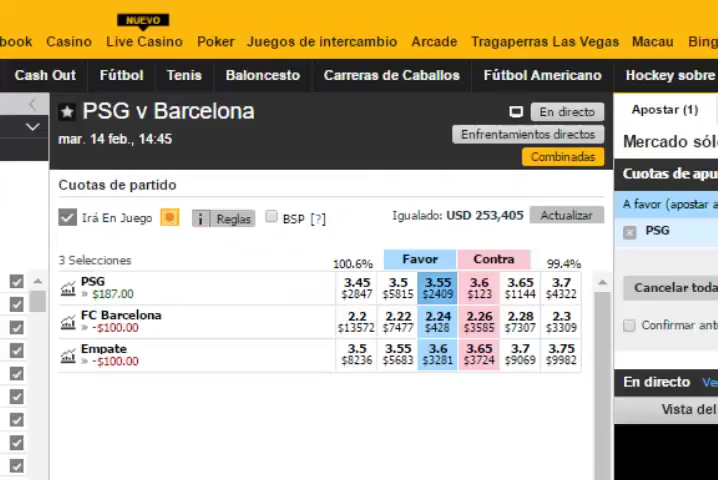 NUEVO
book Casino Live Casino Poker Juegos de intercambio Arcade Tragaperras Las Vegas Macau Bing
Cash Out Fútbol Tenis Baloncesto Carreras de Caballos Fútbol Americano Hockey sobre
PSG v Barcelona En directo Apostar (1)
mar. 14 feb., 14:45 Enfrentamientos directos Mercado sól
Combinadas
Cuotas de partido Cuotas de apu
Irá En Juego i Reglas BSP [?] Igualado: USD 253,405 Actualizar A favor (apostar a
PSG
3 Selecciones 100.6% Favor Contra 99.4%
PSG 3.45 3.5 3.55 3.6 3.65 3.7
» $187.00 $2847 $5815 $2409 $123 $1144 $4322 Cancelar toda
FC Barcelona 2.2 2.22 2.24 2.26 2.28 2.3
» -$100.00 $13572 $7477 $428 $3585 $7307 $3309 Confirmar ant
Empate 3.5 3.55 3.6 3.65 3.7 3.75
» -$100.00 $8236 $5683 $3281 $3724 $9069 $9982
En directo Ve
Vista del